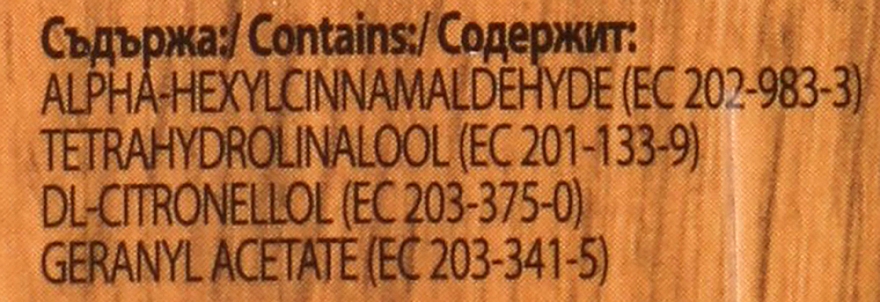 Съдържа:/ Contains:/ Содержит:
ALPHA-HEXYLCINNAMALDEHYDE (EC 202-983-3)
TETRAHYDROLINALOOL (EC 201-133-9)
DL-CITRONELLOL (EC 203-375-0)
GERANYL ACETATE (EC 203-341-5)